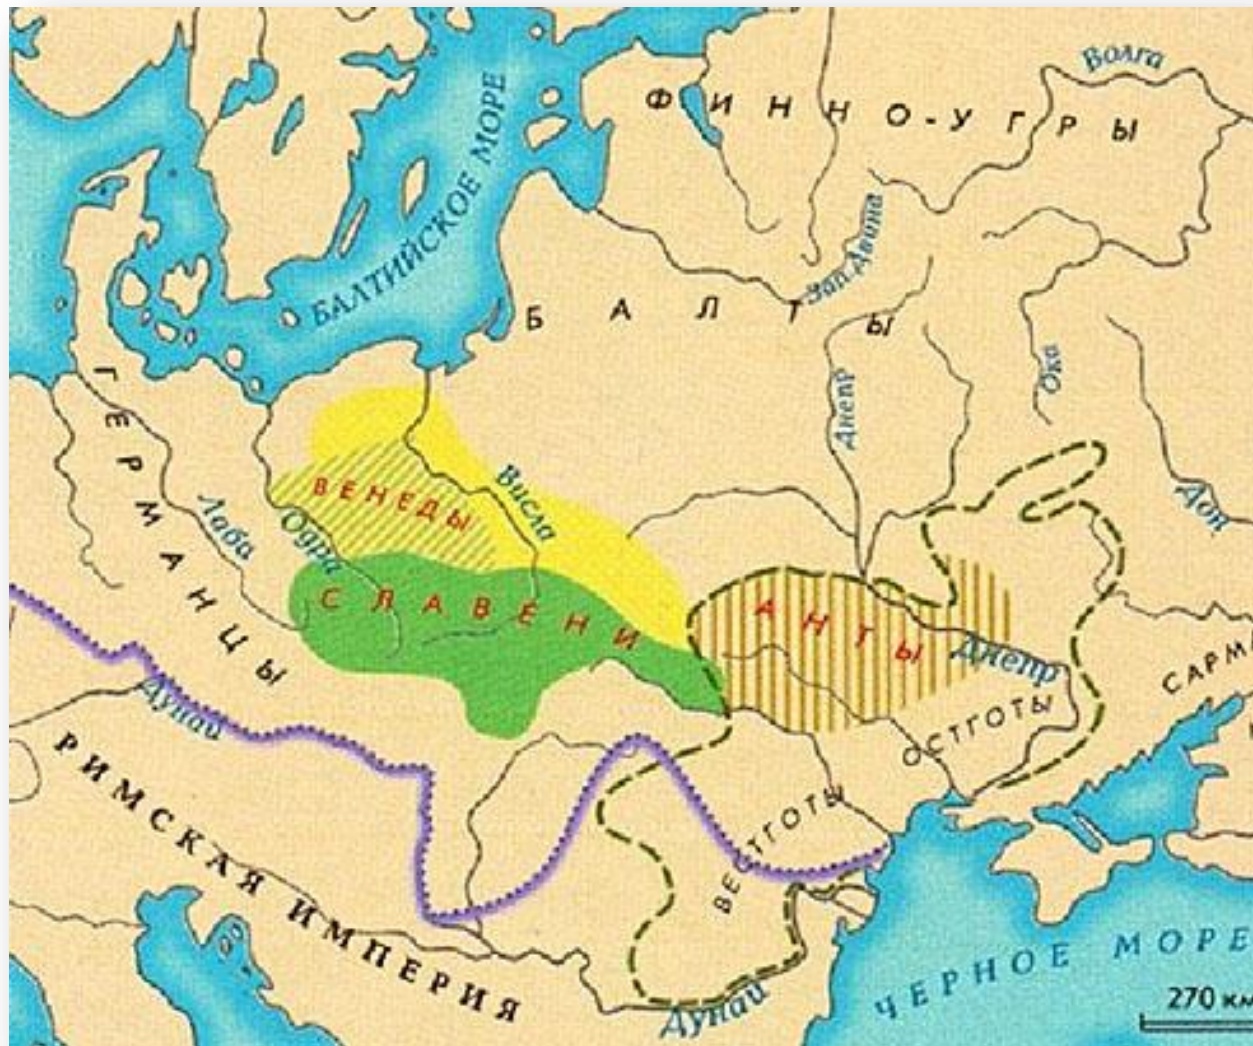 Волга
ФИННО-УГРЫ
БАЛТИЙСКОЕ МОРЕ
Зап. Двина
БАЛТЫ
Днепр
Ока
ГЕРМАНЦЫ
Висла
ВЕНЕДЫ
Лаба
Одра
Дон
СЛАВЕНИ
АНТЫ
Днепр
САРМ
Дунай
ОСТГОТЫ
РИМСКАЯ ИМПЕРИЯ
ВЕСТГОТЫ
ЧЕРНОЕ МОРЕ
Дунай
270 км